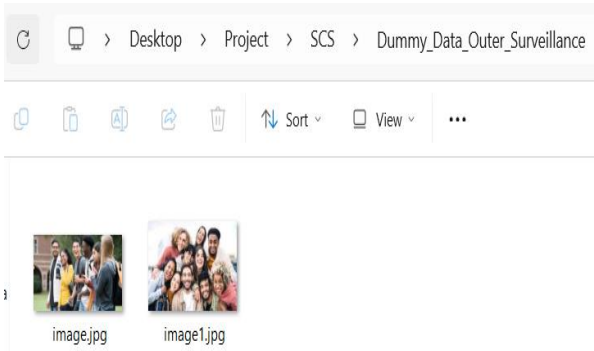 Desktop > Project > SCS > Dummy_Data_Outer_Surveillance
Sort View ...
a
image.jpg image1.jpg